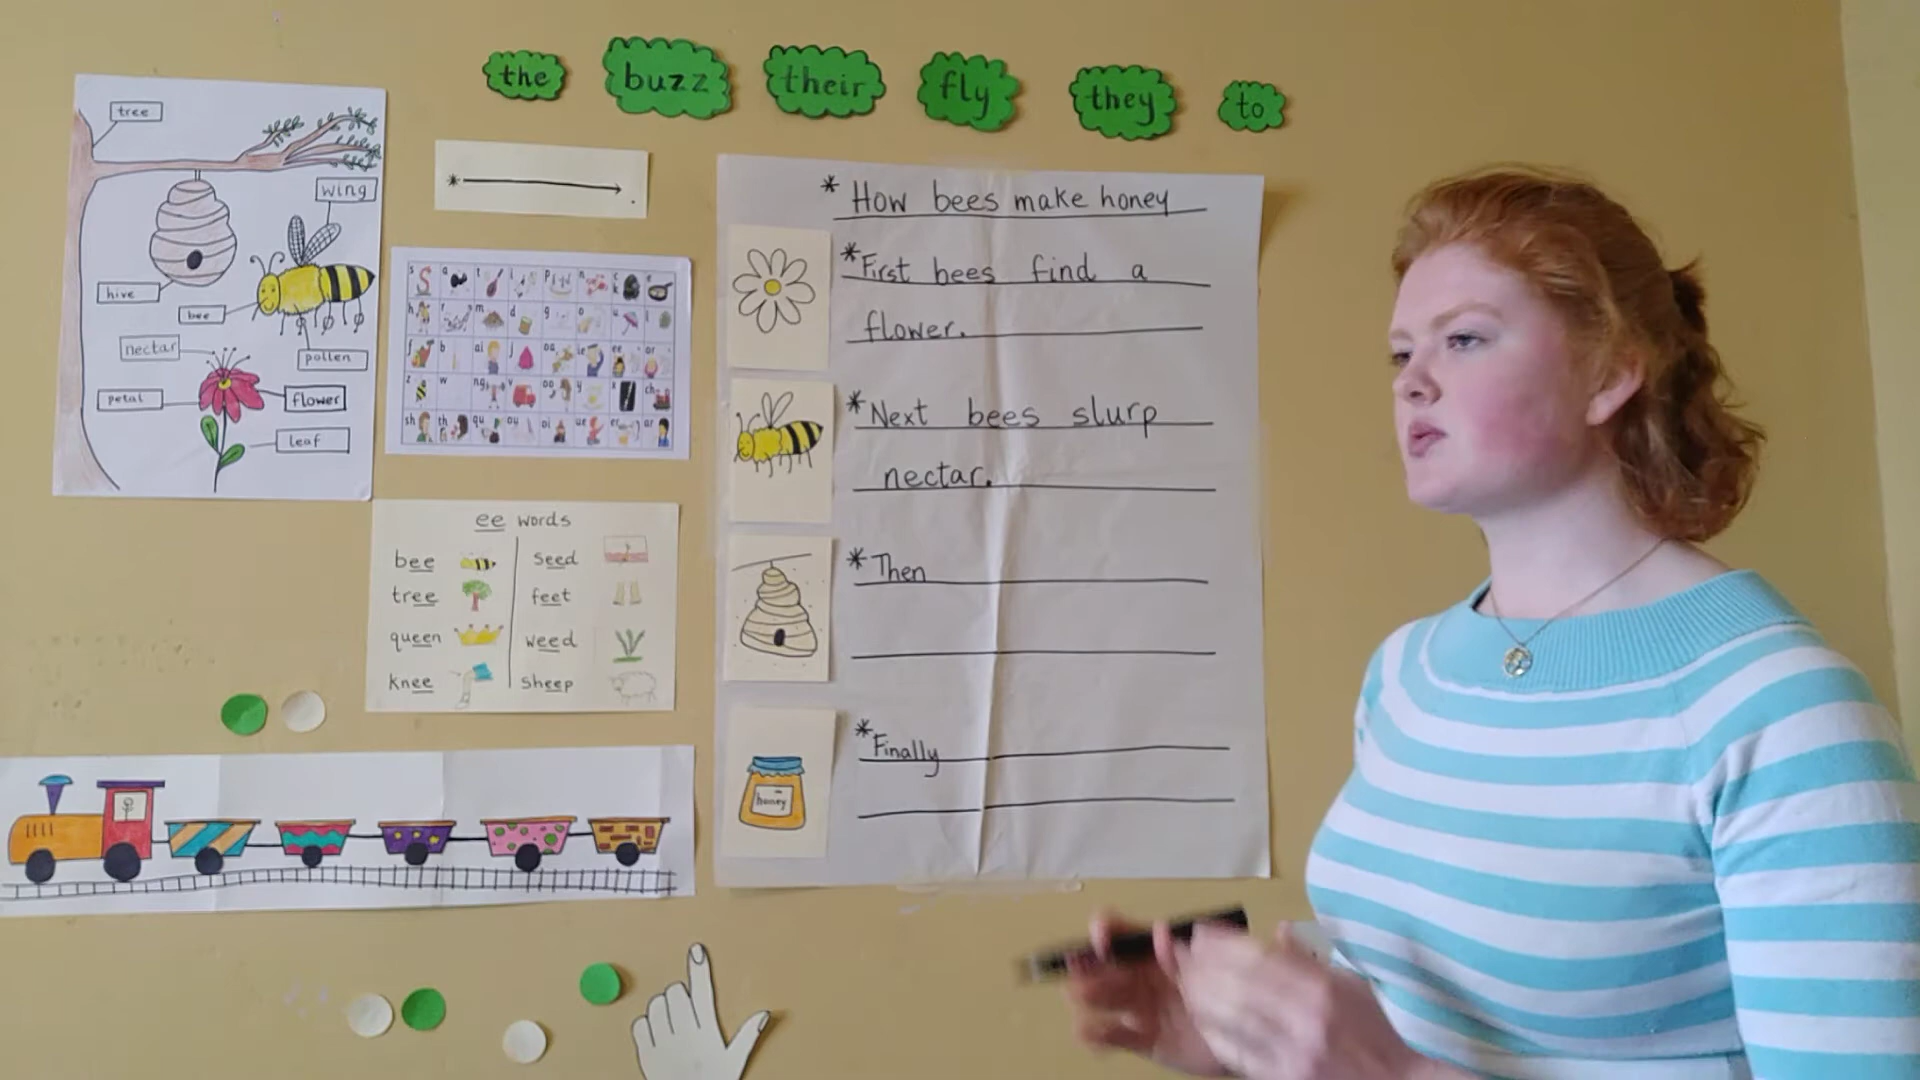 the
buzz
their
fly
they
to
tree
wing
hive
bee
nectar
pollen
petal
flower
leaf
* How bees make honey
* First bees find a
flower.
* Next bees slurp
nectar.
* Then
* Finally
honey
ee words
bee
tree
queen
knee
seed
feet
weed
sheep